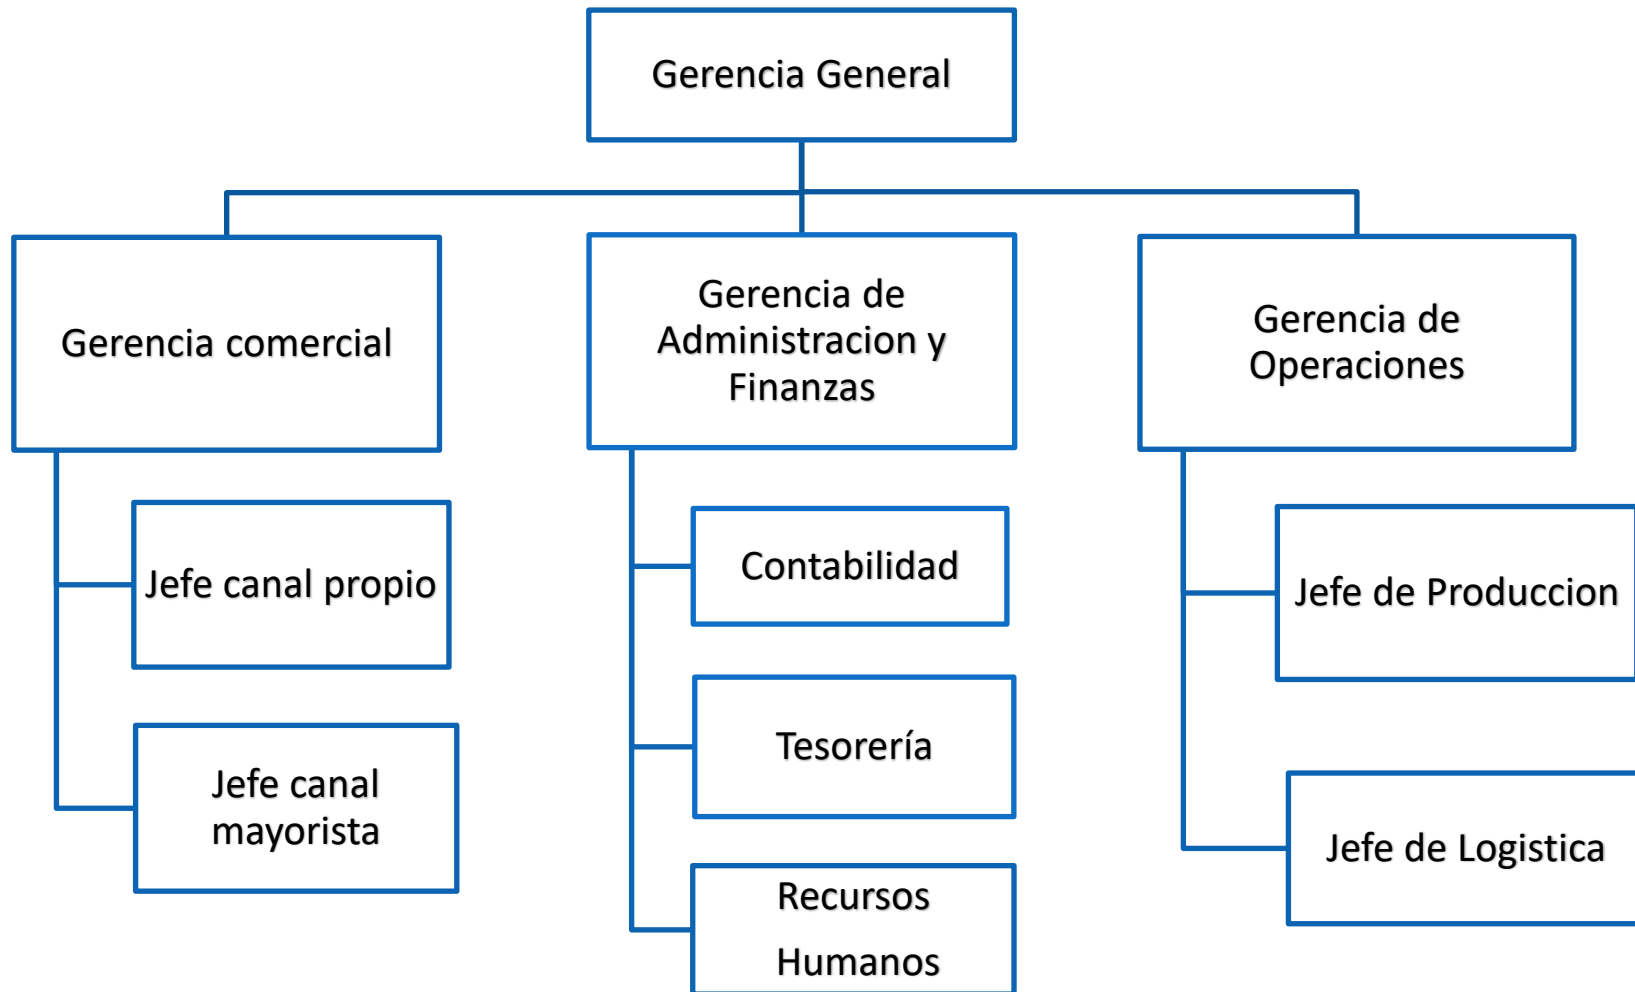 Gerencia General
Gerencia comercial
Jefe canal propio
Jefe canal
mayorista
Gerencia de
Administracion y
Finanzas
Contabilidad
Tesorería
Recursos
Humanos
Gerencia de
Operaciones
Jefe de Produccion
Jefe de Logistica